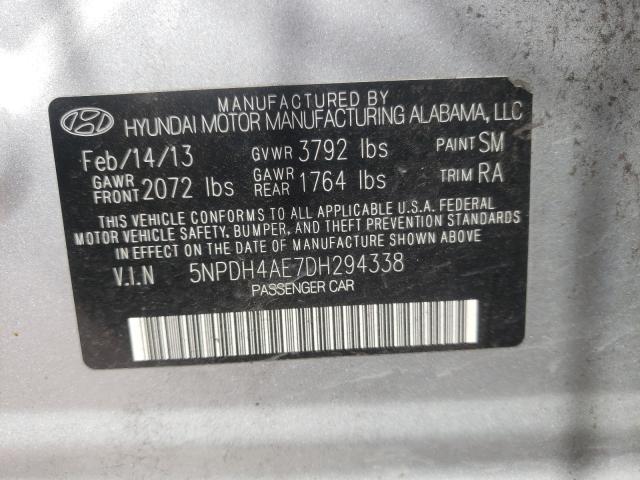 MANUFACTURED BY
HYUNDAI MOTOR MANUFACTURING ALABAMA, LLC
Feb/14/13 GVWR 3792 lbs PAINT SM
GAWR FRONT 2072 lbs GAWR REAR 1764 lbs TRIM RA
THIS VEHICLE CONFORMS TO ALL APPLICABLE U.S.A. FEDERAL
MOTOR VEHICLE SAFETY, BUMPER, AND THEFT PREVENTION STANDARDS
IN EFFECT ON THE DATE OF MANUFACTURE SHOWN ABOVE.
V.I.N 5NPDH4AE7DH294338
PASSENGER CAR